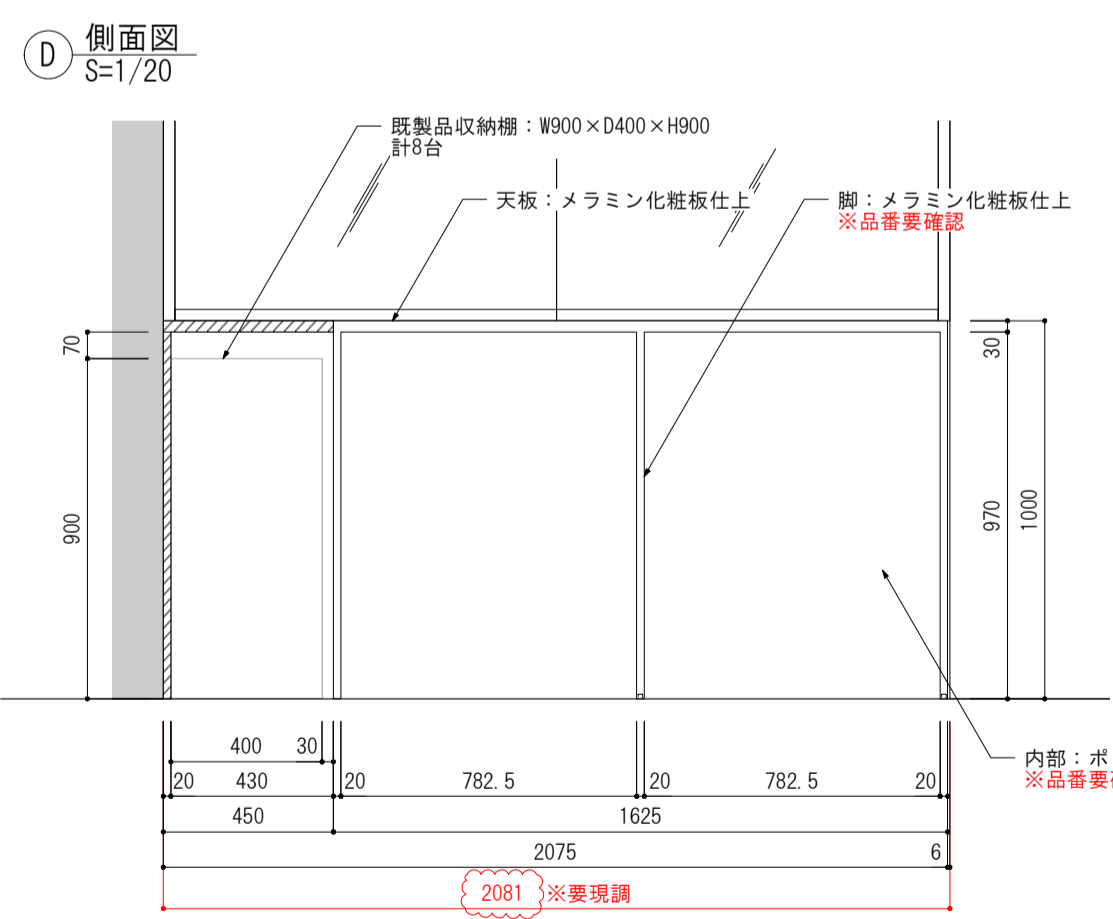 D 側面図
S=1/20
既製品収納棚：W900×D400×H900
計8台
天板：メラミン化粧板仕上
脚：メラミン化粧板仕上
※品番要確認
70
900
30
970
1000
400 30
20 430 20 782.5 20 782.5 20
450 1625
2075 6
2081 ※要現調
内部：ポ
※品番要